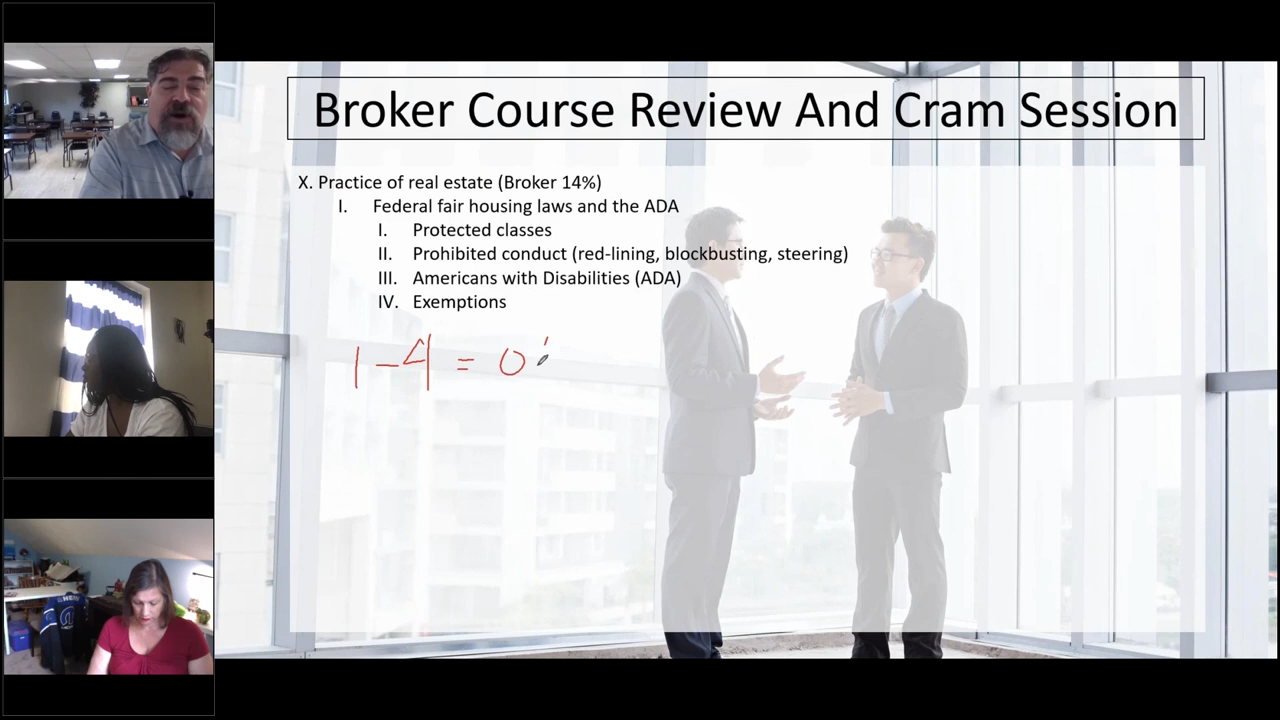 Broker Course Review And Cram Session
X. Practice of real estate (Broker 14%)
I. Federal fair housing laws and the ADA
I. Protected classes
II. Prohibited conduct (red-lining, blockbusting, steering)
III. Americans with Disabilities (ADA)
IV. Exemptions
1-4 = 0